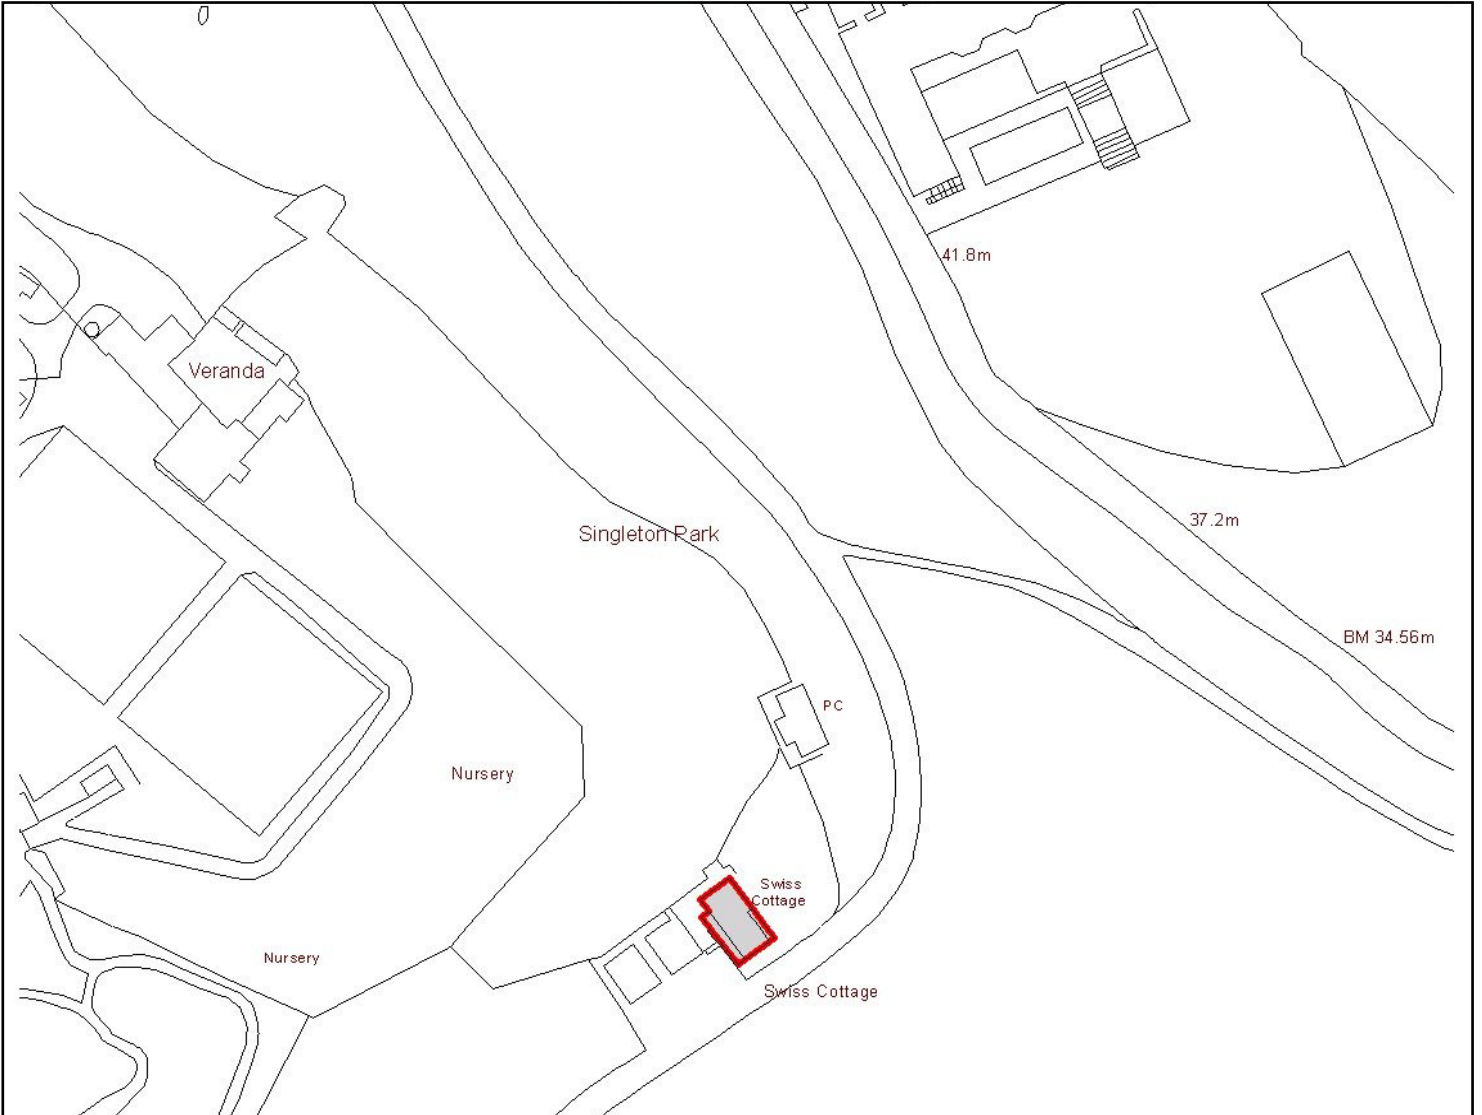 41.8m
Veranda
37.2m
Singleton Park
BM 34.56m
PC
Nursery
Swiss
Cottage
Nursery
Swiss Cottage